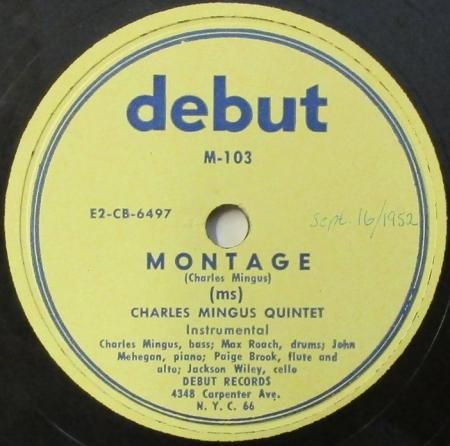 debut
M-103
E2-CB-6497
Sept. 16/1952
MONTAGE
(Charles Mingus)
(ms)
CHARLES MINGUS QUINTET
Instrumental
Charles Mingus, bass; Max Roach, drums; John
Mehegan, piano; Paige Brook, flute and
alto; Jackson Wiley, cello
DEBUT RECORDS
4348 Carpenter Ave.
N. Y. C. 66